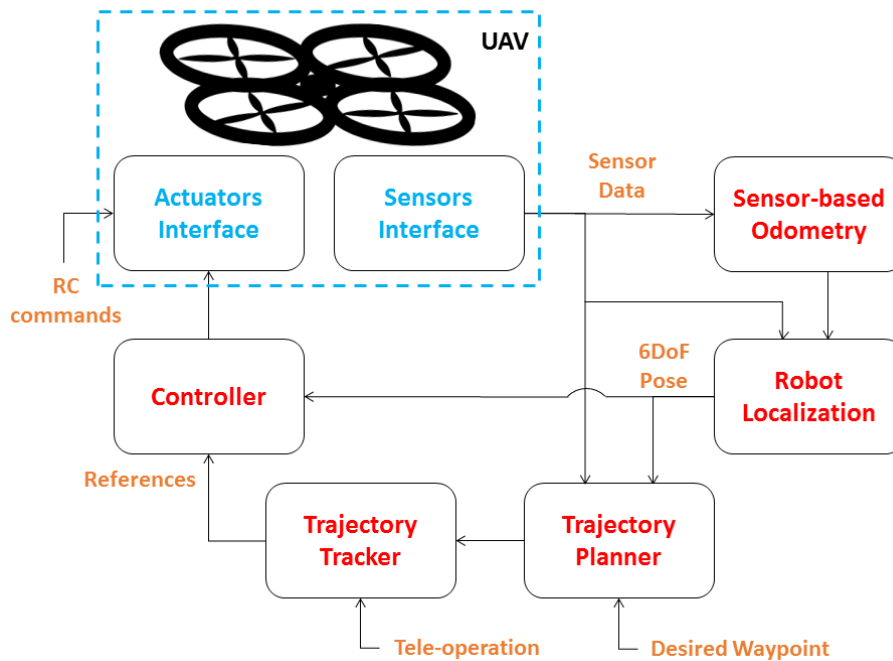 UAV
Actuators
Interface
Sensors
Interface
Sensor
Data
Sensor-based
Odometry
RC
commands
Controller
6DoF
Pose
Robot
Localization
References
Trajectory
Tracker
Trajectory
Planner
Tele-operation
Desired Waypoint